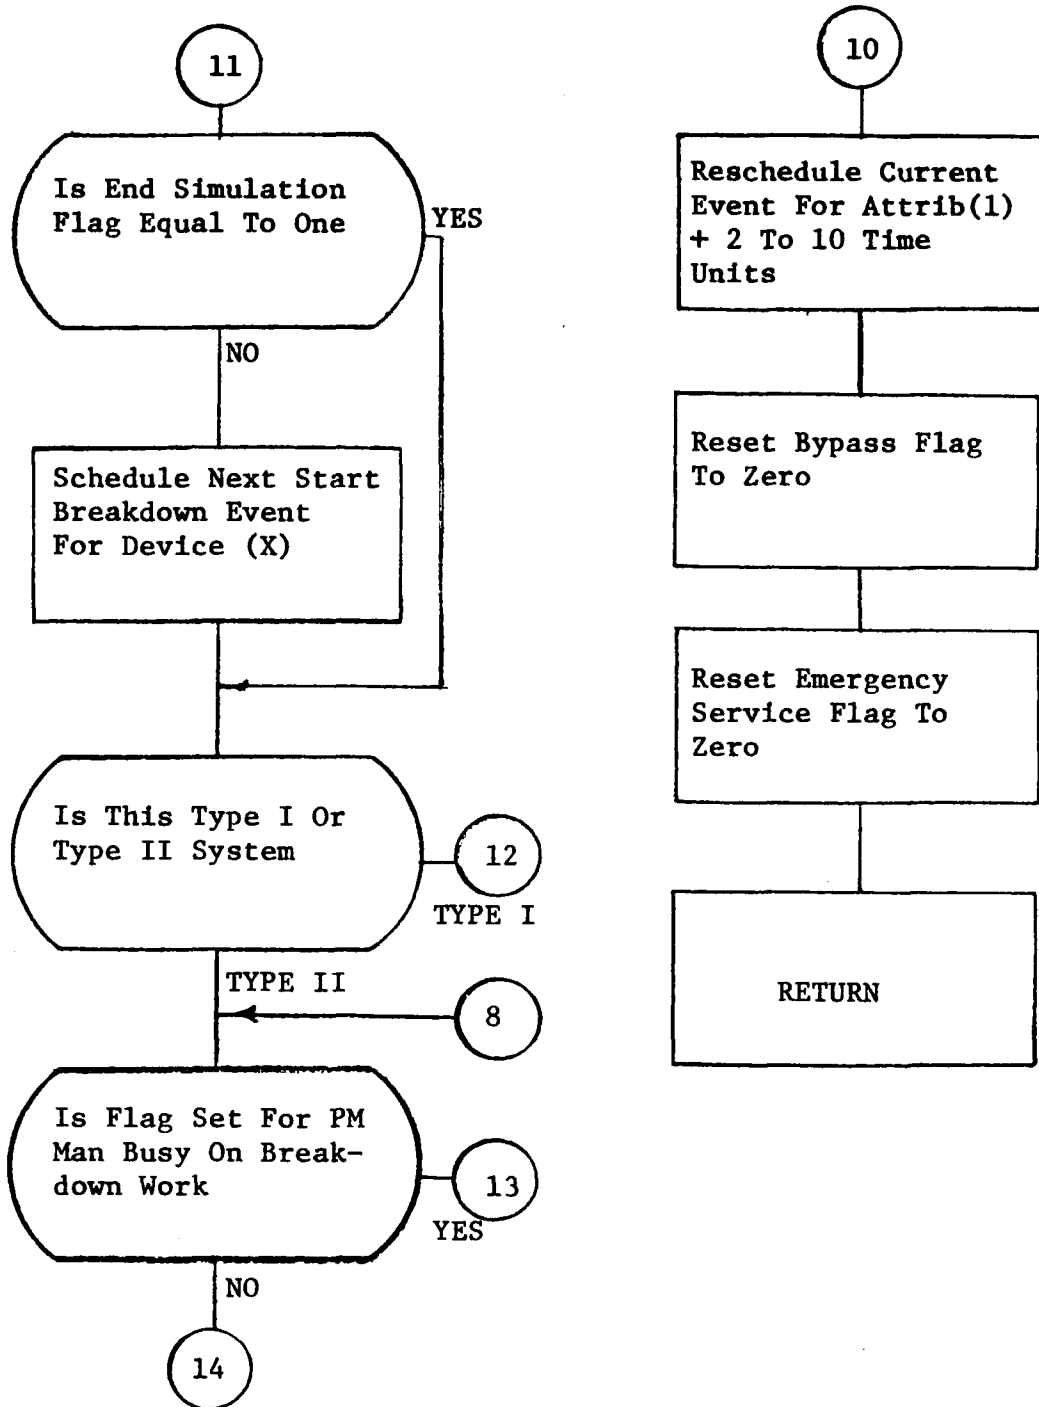 11
Is End Simulation
Flag Equal To One
YES
NO
Schedule Next Start
Breakdown Event
For Device (X)
Is This Type I Or
Type II System
12
TYPE I
TYPE II
8
Is Flag Set For PM
Man Busy On Break-
down Work
13
YES
NO
14
10
Reschedule Current
Event For Attrib(1)
+ 2 To 10 Time
Units
Reset Bypass Flag
To Zero
Reset Emergency
Service Flag To
Zero
RETURN